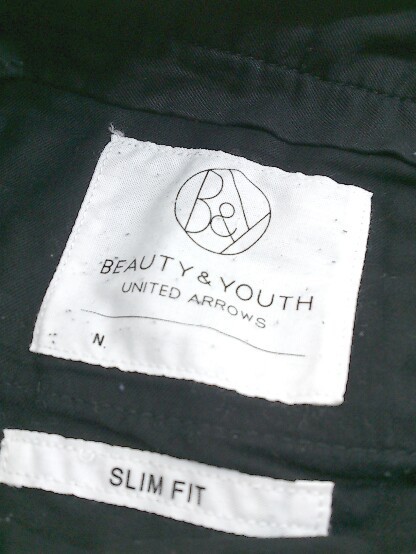 B&Y
BEAUTY & YOUTH
UNITED ARROWS
N
SLIM FIT